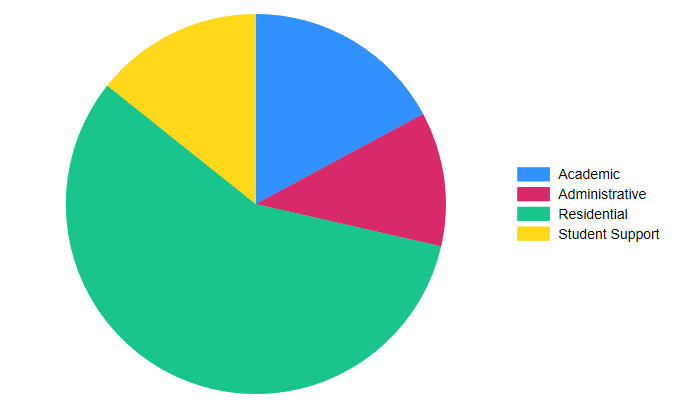 Academic
Administrative
Residential
Student Support